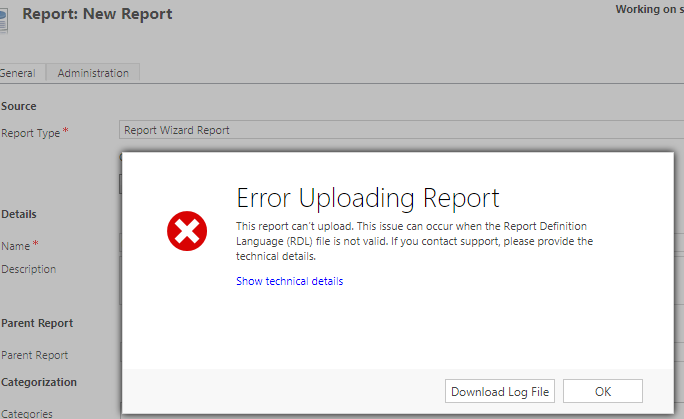 Report: New Report
Working on s
General
Administration
Source
Report Type *
Report Wizard Report
Error Uploading Report
This report can't upload. This issue can occur when the Report Definition
Language (RDL) file is not valid. If you contact support, please provide the
technical details.
Show technical details
Details
Name *
Description
Parent Report
Parent Report
Categorization
Categories
Download Log File
OK